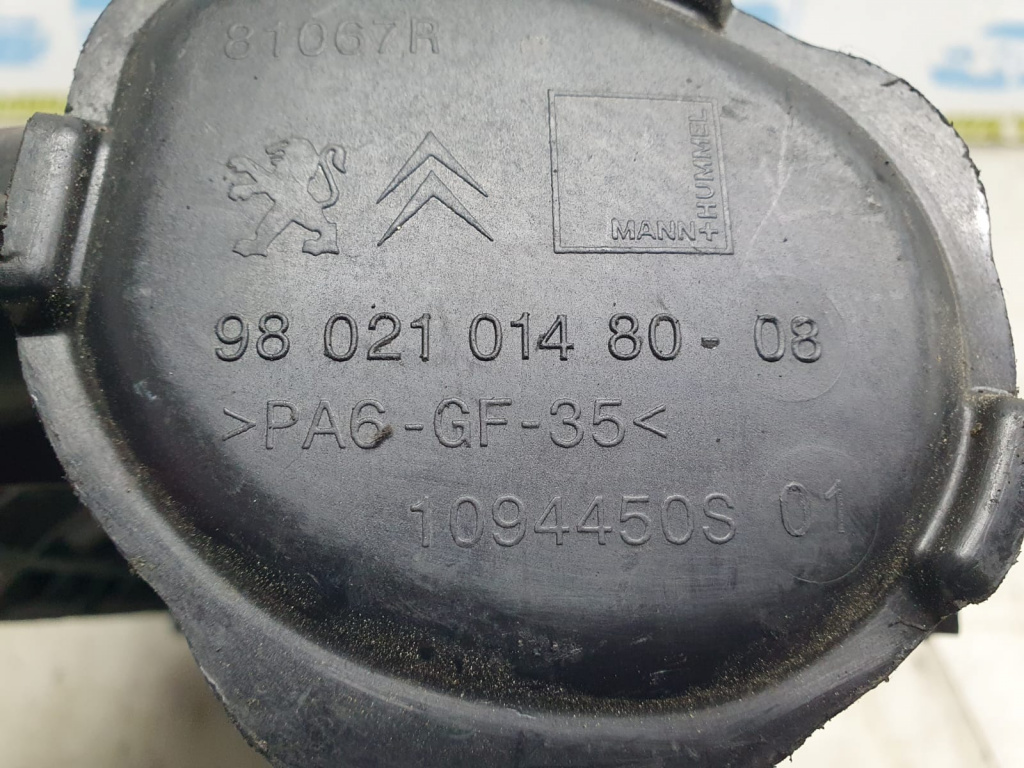 81067R
MANN+HUMMEL
98 021 014 80 - 08
>PA6-GF-35<
1094450S 01